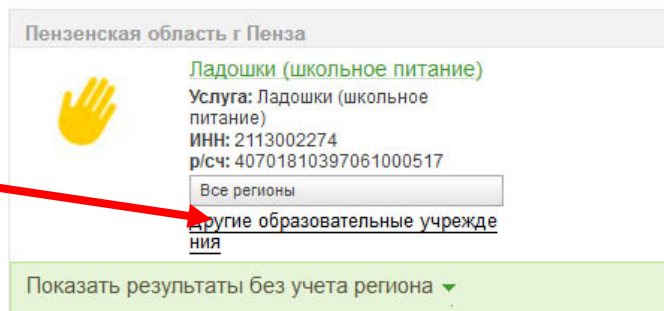 Пензенская область г Пенза
Ладошки (школьное питание)
Услуга: Ладошки (школьное
питание)
ИНН: 2113002274
р/сч: 40701810397061000517
Все регионы
Другие образовательные учрежде
ния
Показать результаты без учета региона